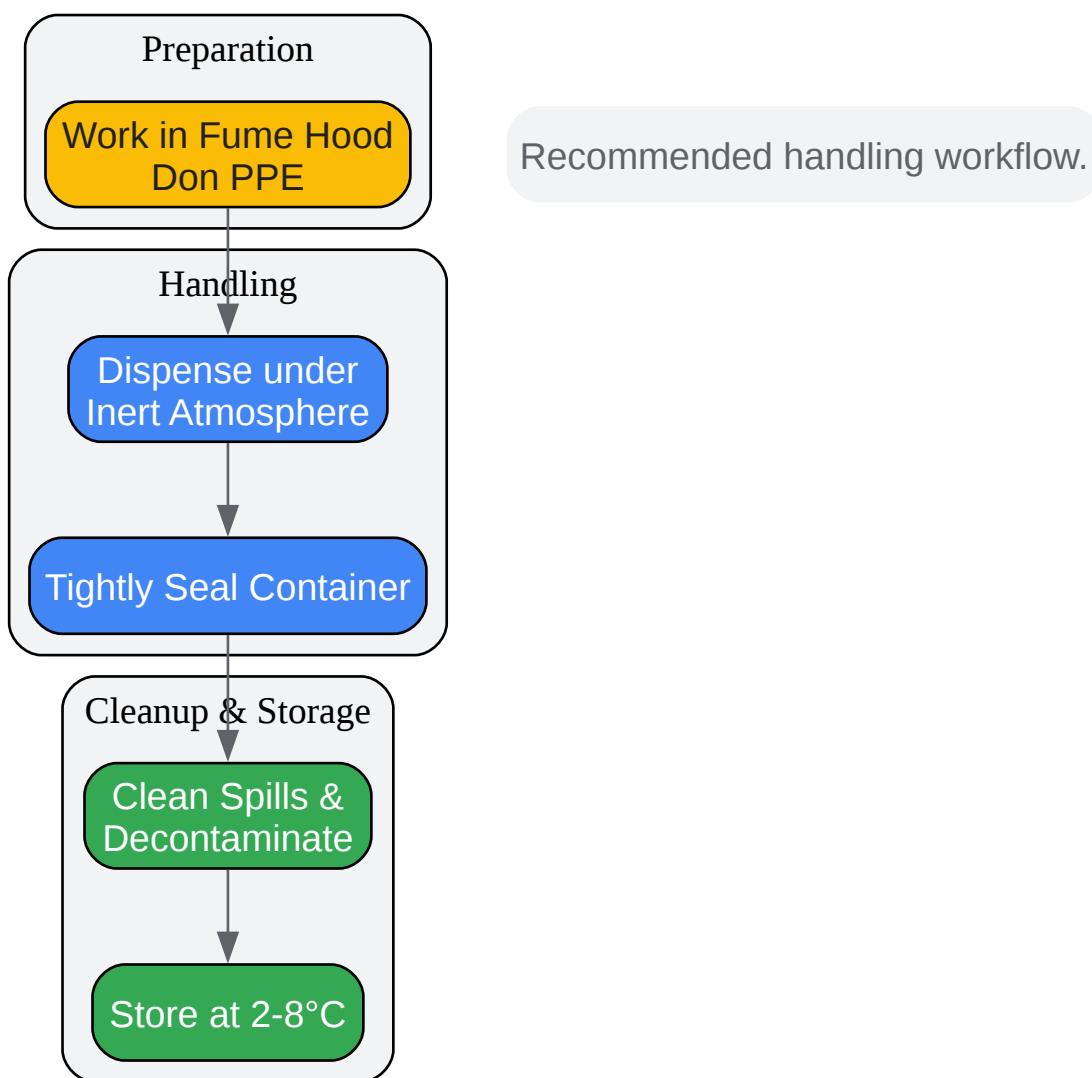 Preparation
Work in Fume Hood
Don PPE
Recommended handling workflow.
Handling
Dispense under
Inert Atmosphere
Tightly Seal Container
Cleanup & Storage
Clean Spills &
Decontaminate
Store at 2-8°C